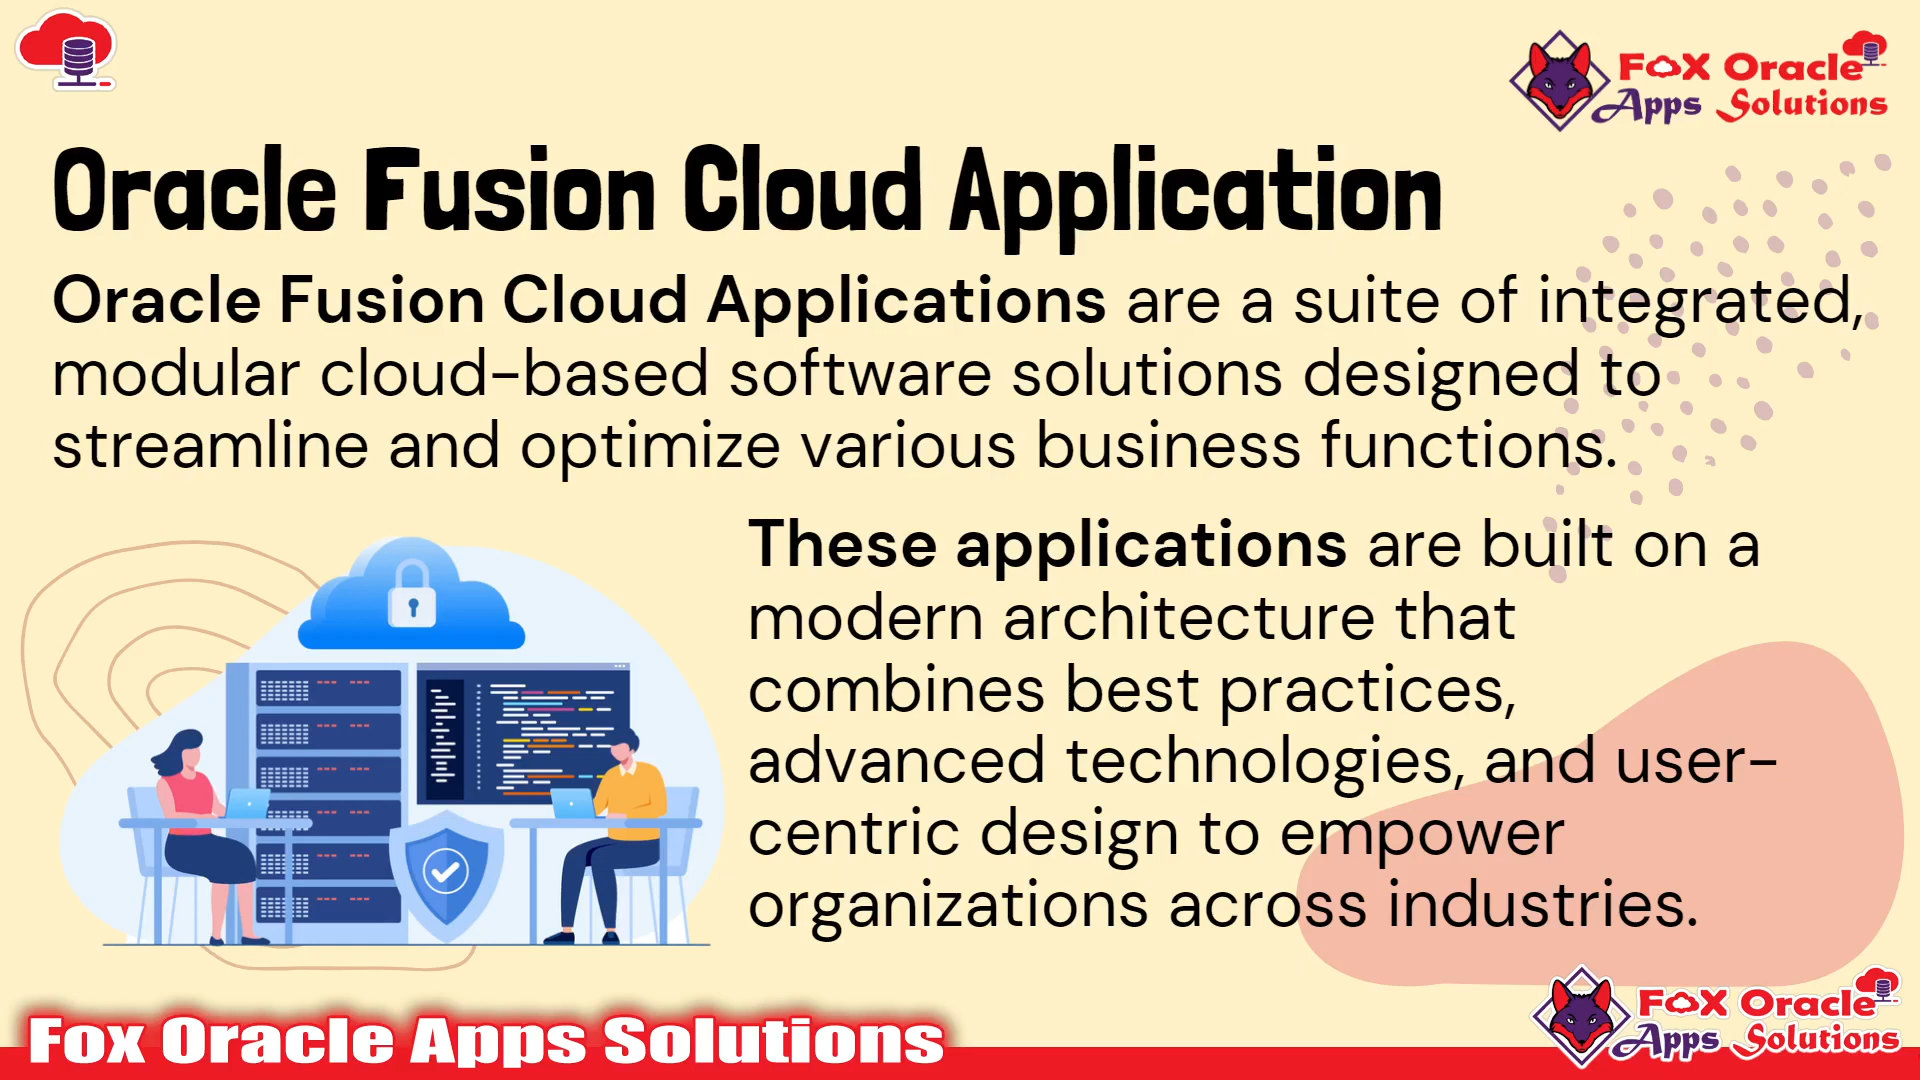 Fox Oracle
Apps Solutions
Oracle Fusion Cloud Application
Oracle Fusion Cloud Applications are a suite of integrated,
modular cloud-based software solutions designed to
streamline and optimize various business functions.
These applications are built on a
modern architecture that
combines best practices,
advanced technologies, and user-
centric design to empower
organizations across industries.
Fox Oracle Apps Solutions
Fox Oracle
Apps Solutions